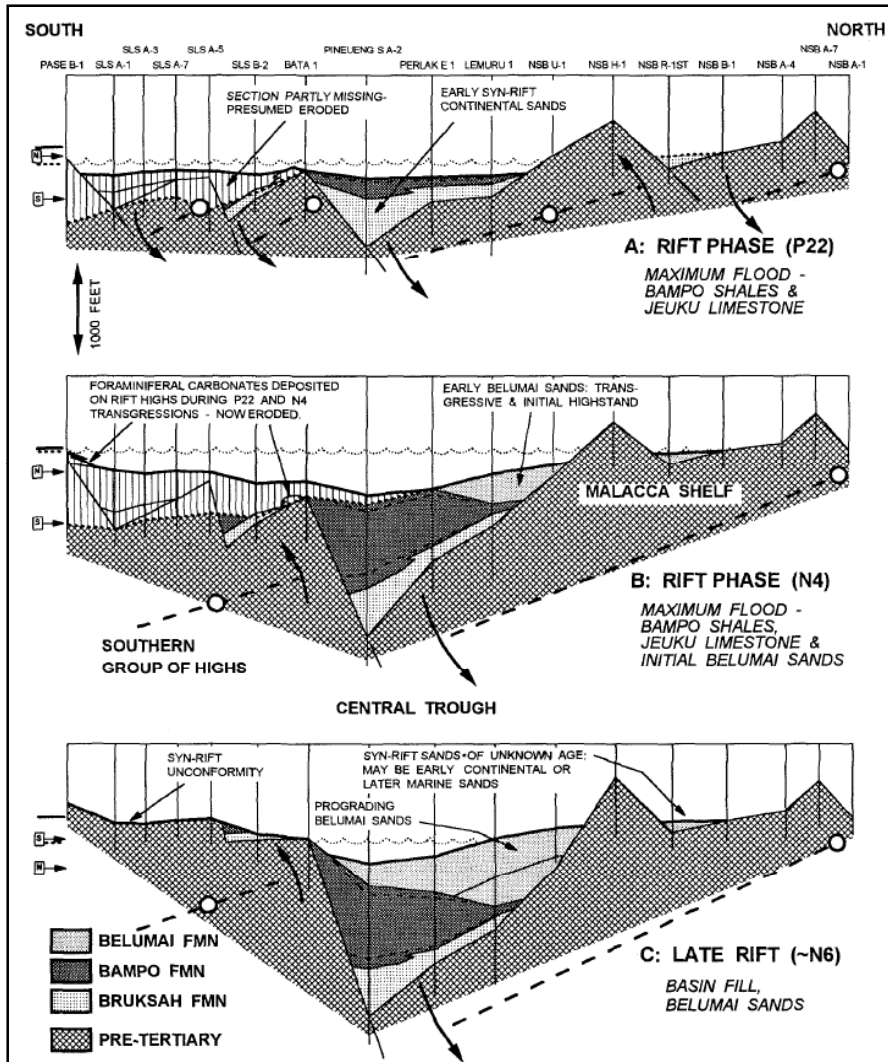 SOUTH
NORTH
SLS A-3
SLS A-5
PINEUENG S A-2
NSB A-7
PASE B-1
SLS A-1
SLS A-7
SLS B-2
BATA 1
PERLAK E 1
LEMURU 1
NSB U-1
NSB H-1
NSB R-1ST
NSB B-1
NSB A-4
NSB A-1
SECTION PARTLY MISSING-
PRESUMED ERODED
EARLY SYN-RIFT
CONTINENTAL SANDS
N
S
A: RIFT PHASE (P22)
MAXIMUM FLOOD -
BAMPO SHALES &
JEUKU LIMESTONE
1000 FEET
FORAMINIFERAL CARBONATES DEPOSITED
ON RIFT HIGHS DURING P22 AND N4
TRANSGRESSIONS - NOW ERODED.
EARLY BELUMAI SANDS: TRANS-
GRESSIVE & INITIAL HIGHSTAND
N
S
MALACCA SHELF
B: RIFT PHASE (N4)
MAXIMUM FLOOD -
BAMPO SHALES,
JEUKU LIMESTONE &
INITIAL BELUMAI SANDS
SOUTHERN
GROUP OF HIGHS
CENTRAL TROUGH
SYN-RIFT
UNCONFORMITY
SYN-RIFT SANDS OF UNKNOWN AGE:
MAY BE EARLY CONTINENTAL OR
LATER MARINE SANDS
PROGRADING
BELUMAI SANDS
S
N
BELUMAI FMN
BAMPO FMN
BRUKSAH FMN
PRE-TERTIARY
C: LATE RIFT (~N6)
BASIN FILL,
BELUMAI SANDS